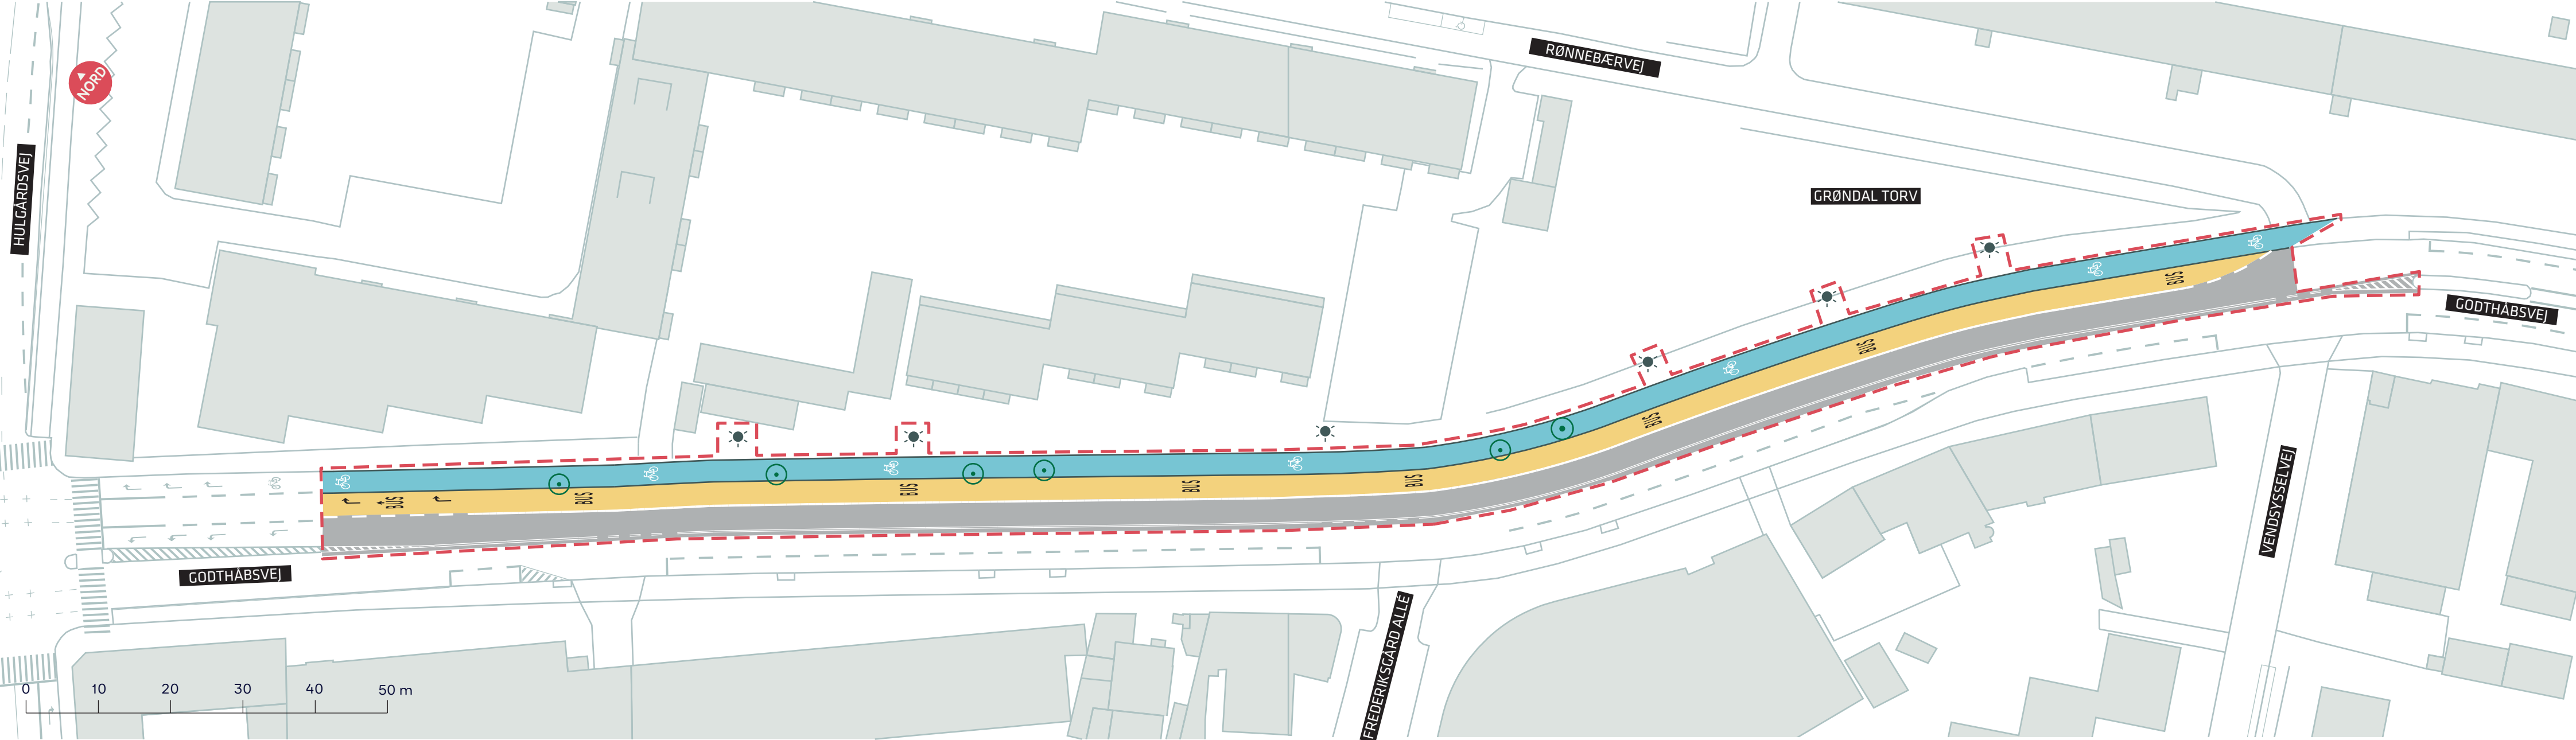 RØNNEBÆRVEJ
NORD
HULGÅRDSVEJ
GRØNDAL TORV
BUS
GODTHÅBSVEJ
BUS
BUS
BUS
BUS
BUS
BUS
BUS
GODTHÅBSVEJ
VENDSYSSELVEJ
FREDERIKSGÅRD ALLÉ
0 10 20 30 40 50 m